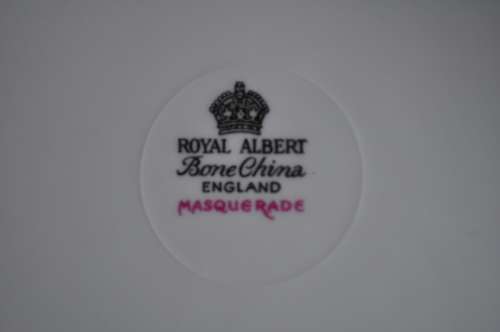 ROYAL ALBERT
Bone China
ENGLAND
MASQUERADE